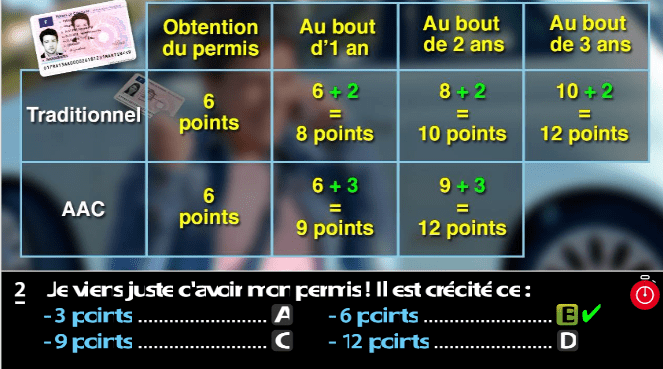 Obtention du permis
Au bout d'1 an
Au bout de 2 ans
Au bout de 3 ans
Traditionnel
6 points
6 + 2 = 8 points
8 + 2 = 10 points
10 + 2 = 12 points
AAC
6 points
6 + 3 = 9 points
9 + 3 = 12 points
2 Je viens juste d'avoir mon permis ! Il est crédité de :
- 3 points ........................ A
- 6 points ........................ B ✓
- 9 points ........................ C
- 12 points ........................ D